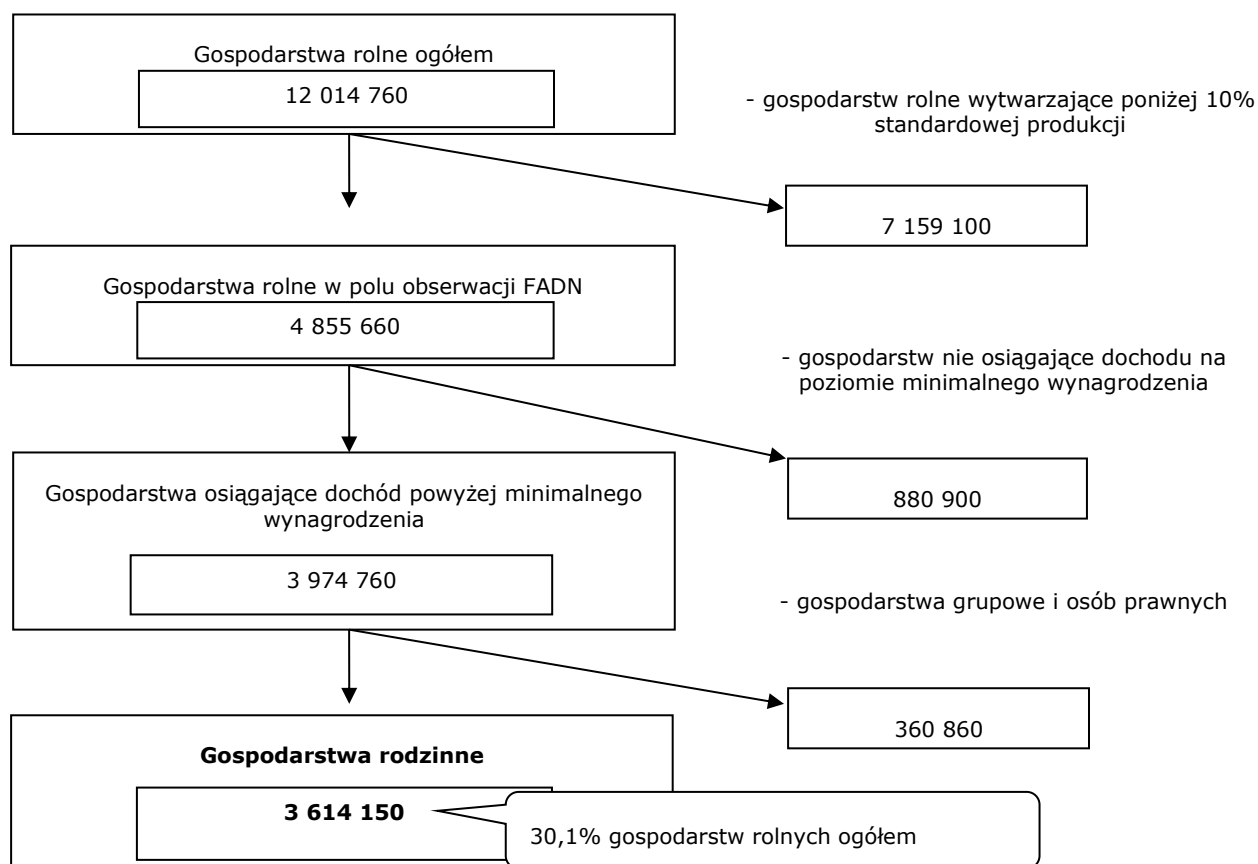 Gospodarstwa rolne ogółem
12 014 760
- gospodarstw rolne wytwarzające poniżej 10%
standardowej produkcji
7 159 100
Gospodarstwa rolne w polu obserwacji FADN
4 855 660
- gospodarstw nie osiągające dochodu na
poziomie minimalnego wynagrodzenia
880 900
Gospodarstwa osiągające dochód powyżej minimalnego
wynagrodzenia
3 974 760
- gospodarstwa grupowe i osób prawnych
360 860
Gospodarstwa rodzinne
3 614 150
30,1% gospodarstw rolnych ogółem